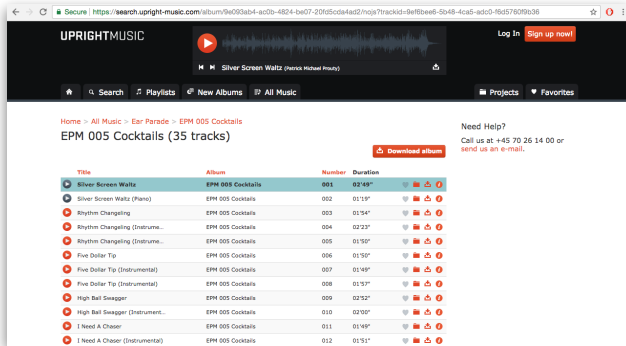 Secure https://search.upright-music.com/album/9e093ab4-ac0b-4824-be07-20fd5cda4ad2/nojs?trackid=9ef6bee6-5b48-4ca5-adc0-f6d5760f9b36
UPRIGHTMUSIC
Log In Sign up now!
Silver Screen Waltz (Patrick Michael Prouty)
Search Playlists New Albums All Music Projects Favorites
Home > All Music > Ear Parade > EPM 005 Cocktails
EPM 005 Cocktails (35 tracks)
Need Help?
Call us at +45 70 26 14 00 or
send us an e-mail.
Download album
Title Album Number Duration
Silver Screen Waltz EPM 005 Cocktails 001 02'49"
Silver Screen Waltz (Piano) EPM 005 Cocktails 002 01'19"
Rhythm Changeling EPM 005 Cocktails 003 01'54"
Rhythm Changeling (Instrume... EPM 005 Cocktails 004 02'23"
Rhythm Changeling (Instrume... EPM 005 Cocktails 005 01'50"
Five Dollar Tip EPM 005 Cocktails 006 01'50"
Five Dollar Tip (Instrumental) EPM 005 Cocktails 007 01'49"
Five Dollar Tip (Instrumental) EPM 005 Cocktails 008 01'57"
High Ball Swagger EPM 005 Cocktails 009 02'52"
High Ball Swagger (Instrument... EPM 005 Cocktails 010 02'00"
I Need A Chaser EPM 005 Cocktails 011 01'49"
I Need A Chaser (Instrumental) EPM 005 Cocktails 012 01'51"